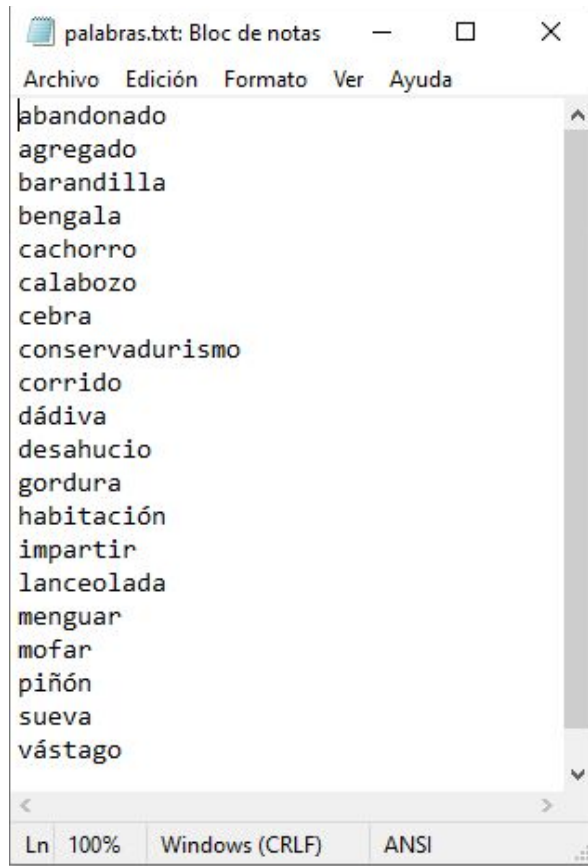 palabras.txt: Bloc de notas
Archivo Edición Formato Ver Ayuda
abandonado
agregado
barandilla
bengala
cachorro
calabozo
cebra
conservadurismo
corrido
dádiva
desahucio
gordura
habitación
impartir
lanceolada
menguar
mofar
piñón
sueva
vástago
Ln 100% Windows (CRLF) ANSI